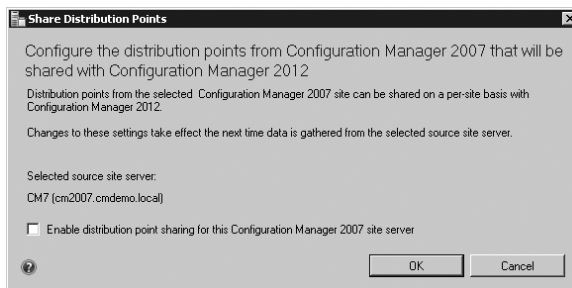 Share Distribution Points
Configure the distribution points from Configuration Manager 2007 that will be
shared with Configuration Manager 2012
Distribution points from the selected Configuration Manager 2007 site can be shared on a per-site basis with
Configuration Manager 2012.
Changes to these settings take effect the next time data is gathered from the selected source site server.
Selected source site server:
CM7 (cm2007.cmdemo.local)
Enable distribution point sharing for this Configuration Manager 2007 site server
OK Cancel